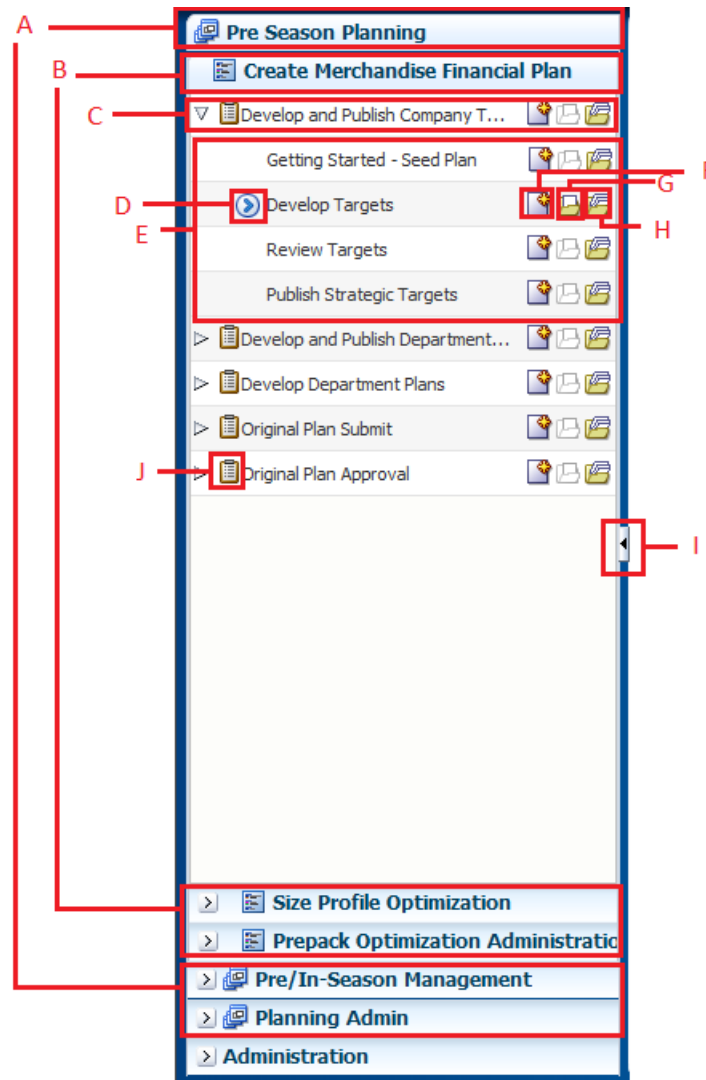 A
Pre Season Planning
B
Create Merchandise Financial Plan
C
Develop and Publish Company T...
Getting Started - Seed Plan
G
D
Develop Targets
E
H
Review Targets
Publish Strategic Targets
Develop and Publish Department...
Develop Department Plans
Original Plan Submit
J
Original Plan Approval
I
Size Profile Optimization
Prepack Optimization Administratio
Pre/In-Season Management
Planning Admin
Administration